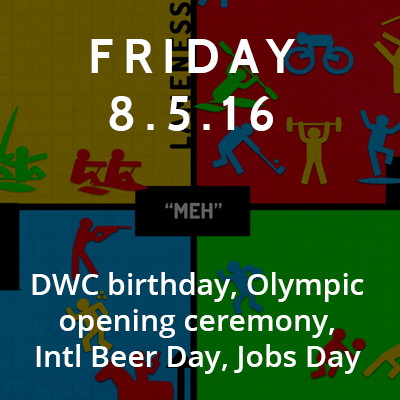 FRIDAY
8.5.16
"MEH"
DWC birthday, Olympic
opening ceremony,
Intl Beer Day, Jobs Day